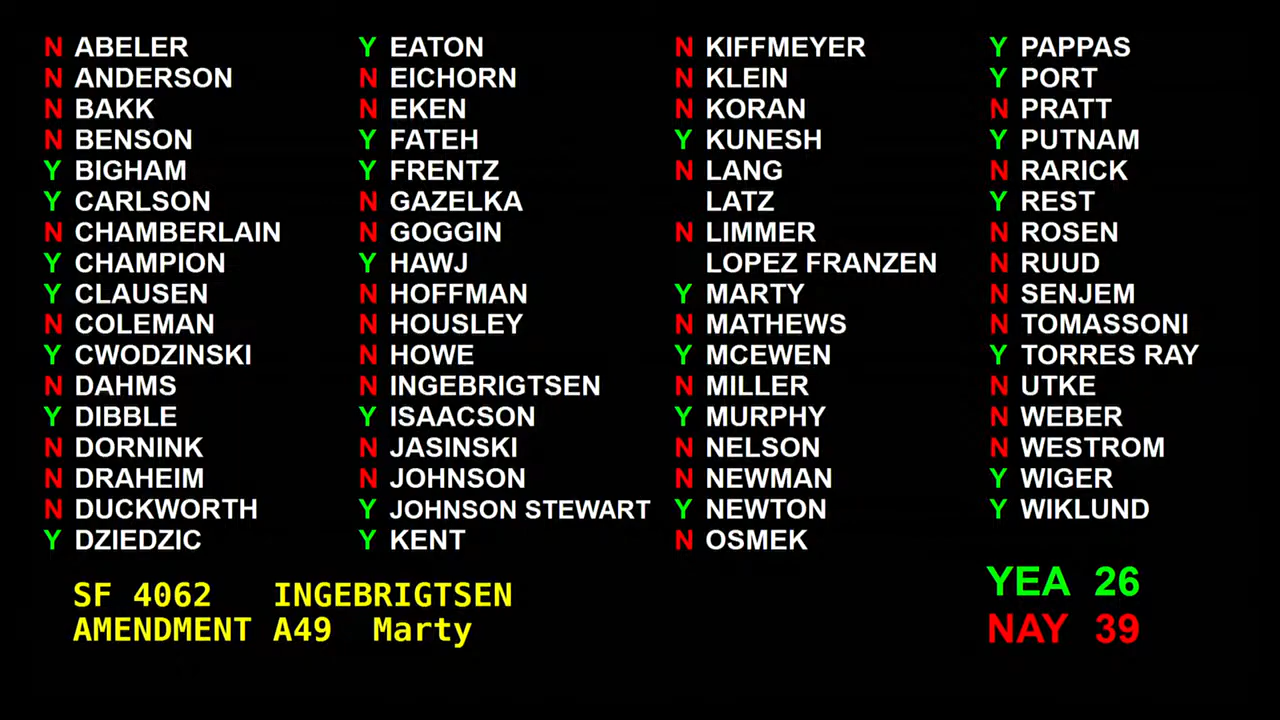 N ABELER
N ANDERSON
N BAKK
N BENSON
Y BIGHAM
Y CARLSON
N CHAMBERLAIN
Y CHAMPION
Y CLAUSEN
N COLEMAN
Y CWODZINSKI
N DAHMS
Y DIBBLE
N DORNINK
N DRAHEIM
N DUCKWORTH
Y DZIEDZIC
Y EATON
N EICHORN
N EKEN
Y FATEH
Y FRENTZ
N GAZELKA
N GOGGIN
Y HAWJ
N HOFFMAN
N HOUSLEY
N HOWE
N INGEBRIGTSEN
Y ISAACSON
N JASINSKI
N JOHNSON
Y JOHNSON STEWART
Y KENT
N KIFFMEYER
N KLEIN
N KORAN
Y KUNESH
N LANG
LATZ
N LIMMER
LOPEZ FRANZEN
Y MARTY
N MATHEWS
Y MCEWEN
N MILLER
Y MURPHY
N NELSON
N NEWMAN
Y NEWTON
N OSMEK
Y PAPPAS
Y PORT
N PRATT
Y PUTNAM
N RARICK
Y REST
N ROSEN
N RUUD
N SENJEM
N TOMASSONI
Y TORRES RAY
N UTKE
N WEBER
N WESTROM
Y WIGER
Y WIKLUND
SF 4062 INGEBRIGTSEN
AMENDMENT A49 Marty
YEA 26
NAY 39